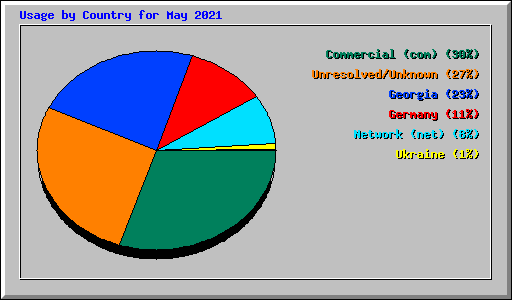 Usage by Country for May 2021
Commercial (com) (30%)
Unresolved/Unknown (27%)
Georgia (23%)
Germany (11%)
Network (net) (8%)
Ukraine (1%)